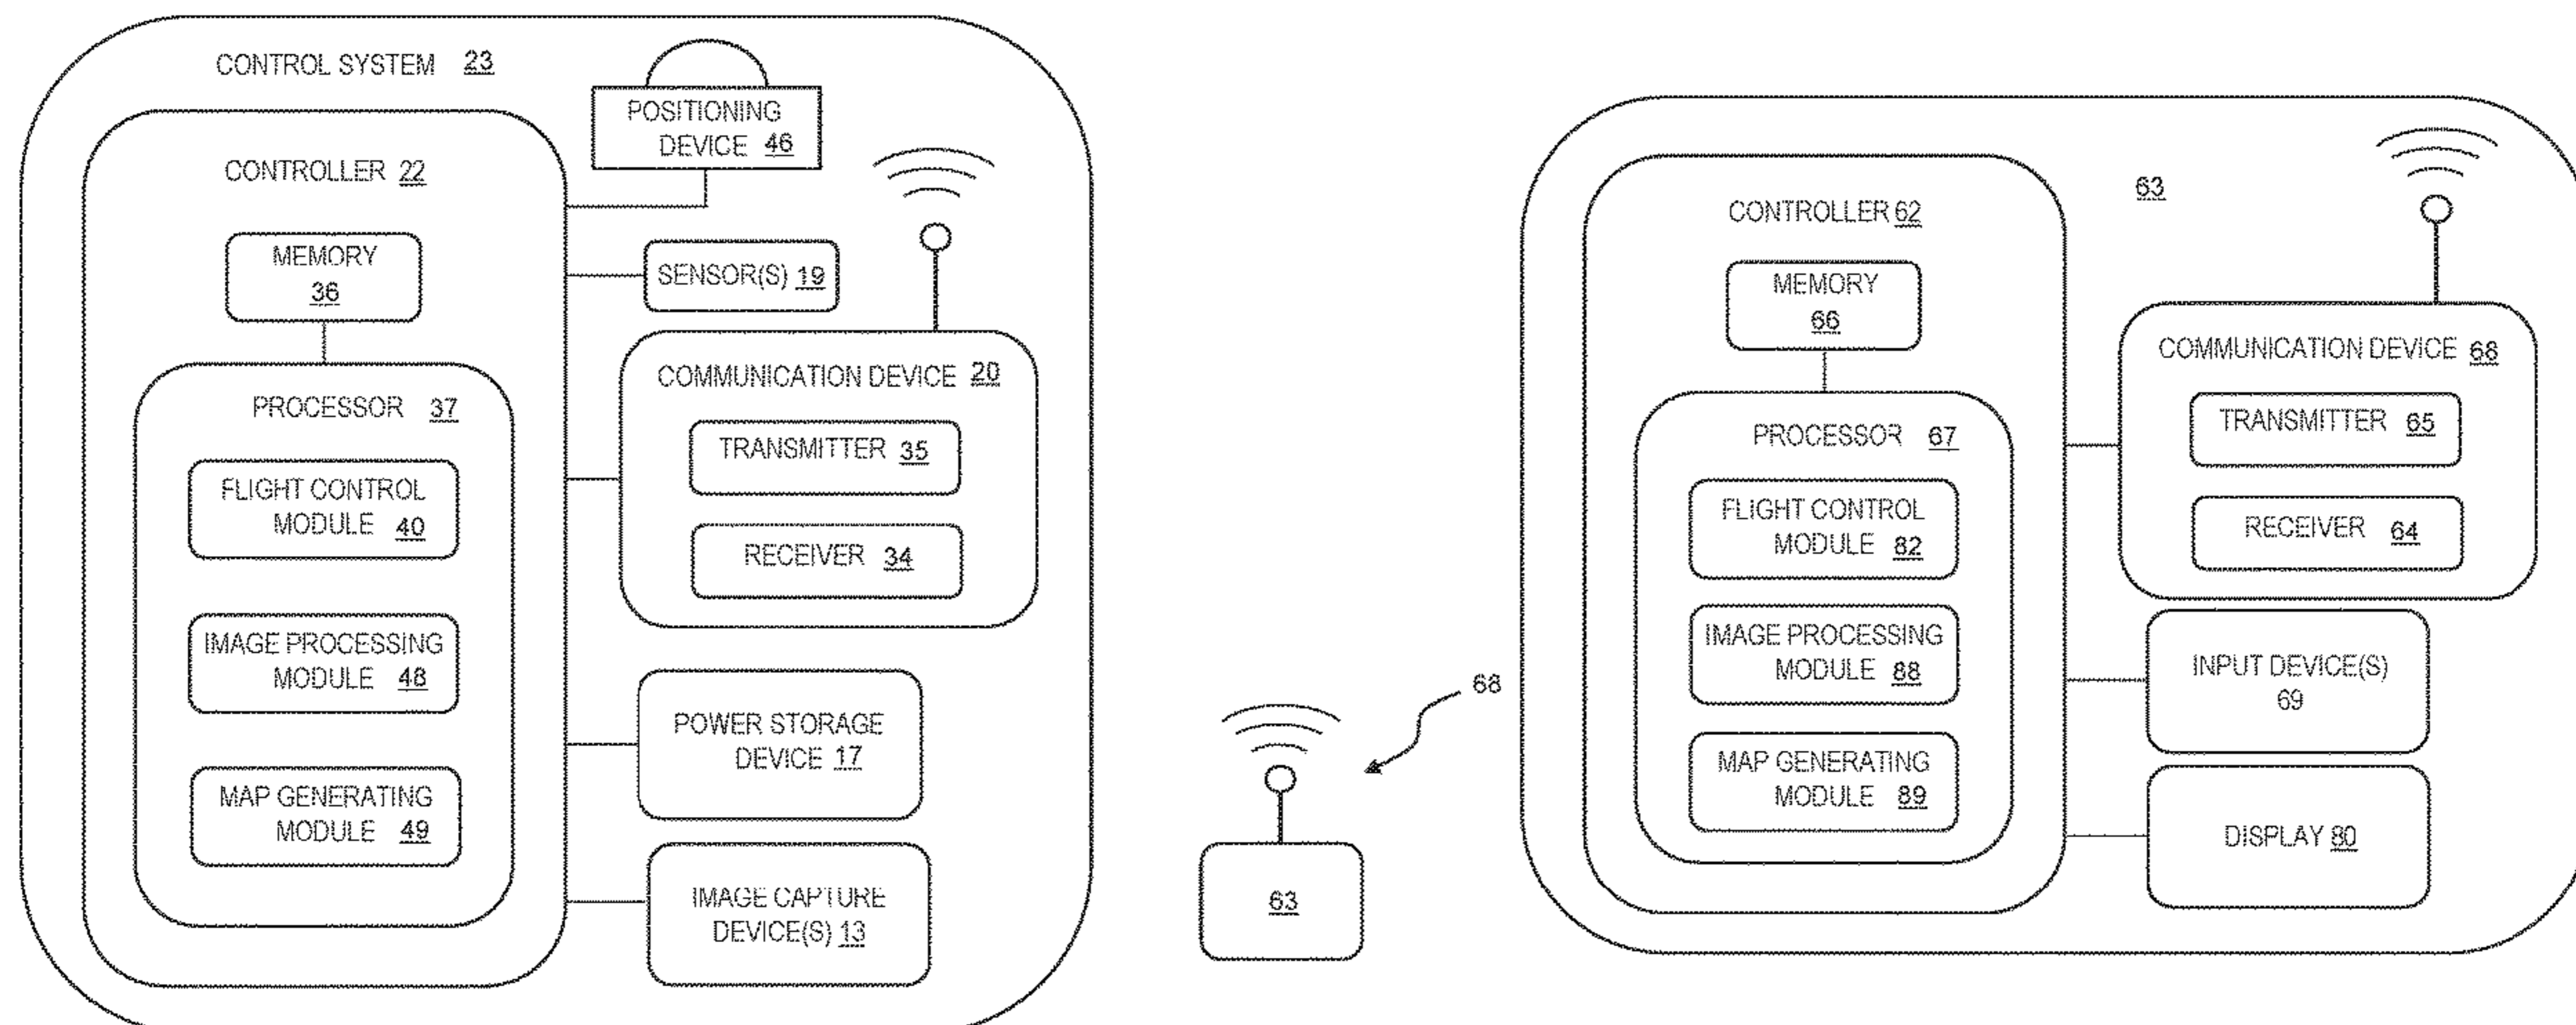 CONTROL SYSTEM 23
POSITIONING
DEVICE 46
CONTROLLER 22
MEMORY
36
SENSOR(S) 19
PROCESSOR 37
COMMUNICATION DEVICE 20
TRANSMITTER 35
RECEIVER 34
FLIGHT CONTROL
MODULE 40
IMAGE PROCESSING
MODULE 48
MAP GENERATING
MODULE 49
POWER STORAGE
DEVICE 17
IMAGE CAPTURE
DEVICE(S) 13
68
63
63
CONTROLLER 62
MEMORY
66
PROCESSOR 67
FLIGHT CONTROL
MODULE 82
IMAGE PROCESSING
MODULE 88
MAP GENERATING
MODULE 89
COMMUNICATION DEVICE 68
TRANSMITTER 65
RECEIVER 64
INPUT DEVICE(S)
69
DISPLAY 80